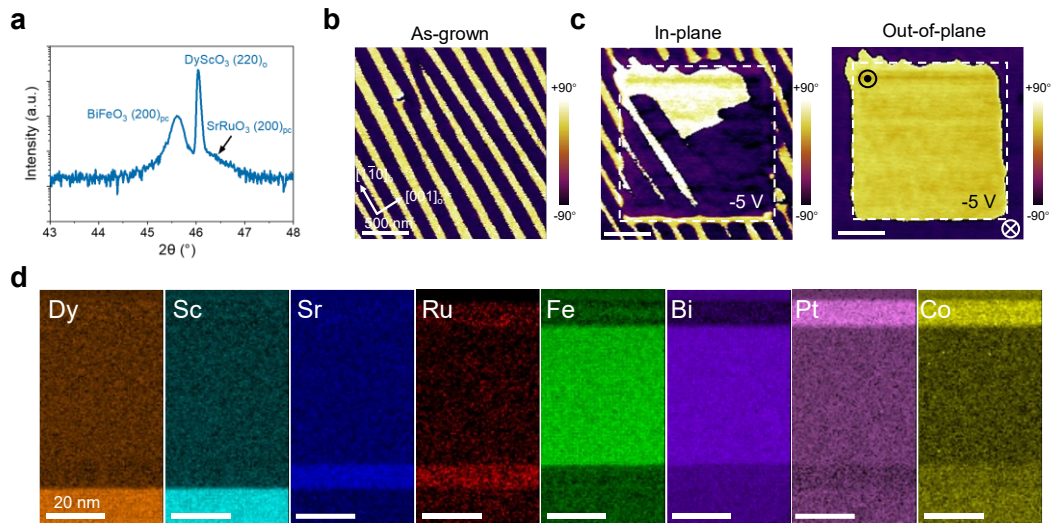 a
Intensity (a.u.)
DyScO₃ (220)ₒ
BiFeO₃ (200)pc
SrRuO₃ (200)pc
43 44 45 46 47 48
2θ (°)
b
As-grown
[1̄10]ₒ
[001]ₒ
500 nm
+90°
-90°
c
In-plane
-5 V
+90°
-90°
Out-of-plane
-5 V
+90°
-90°
d
Dy Sc Sr Ru Fe Bi Pt Co
20 nm